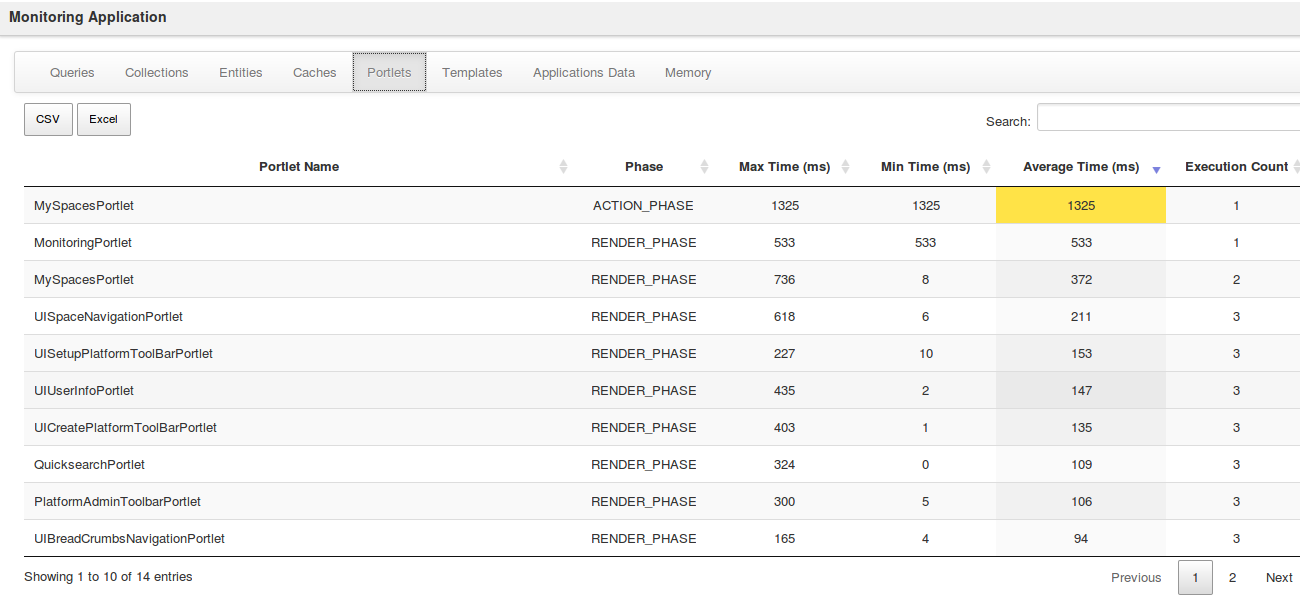 Monitoring Application
Queries Collections Entities Caches Portlets Templates Applications Data Memory
CSV Excel Search:
Portlet Name Phase Max Time (ms) Min Time (ms) Average Time (ms) Execution Count
MySpacesPortlet ACTION_PHASE 1325 1325 1325 1
MonitoringPortlet RENDER_PHASE 533 533 533 1
MySpacesPortlet RENDER_PHASE 736 8 372 2
UISpaceNavigationPortlet RENDER_PHASE 618 6 211 3
UISetupPlatformToolBarPortlet RENDER_PHASE 227 10 153 3
UIUserInfoPortlet RENDER_PHASE 435 2 147 3
UICreatePlatformToolBarPortlet RENDER_PHASE 403 1 135 3
QuicksearchPortlet RENDER_PHASE 324 0 109 3
PlatformAdminToolbarPortlet RENDER_PHASE 300 5 106 3
UIBreadCrumbsNavigationPortlet RENDER_PHASE 165 4 94 3
Showing 1 to 10 of 14 entries Previous 1 2 Next